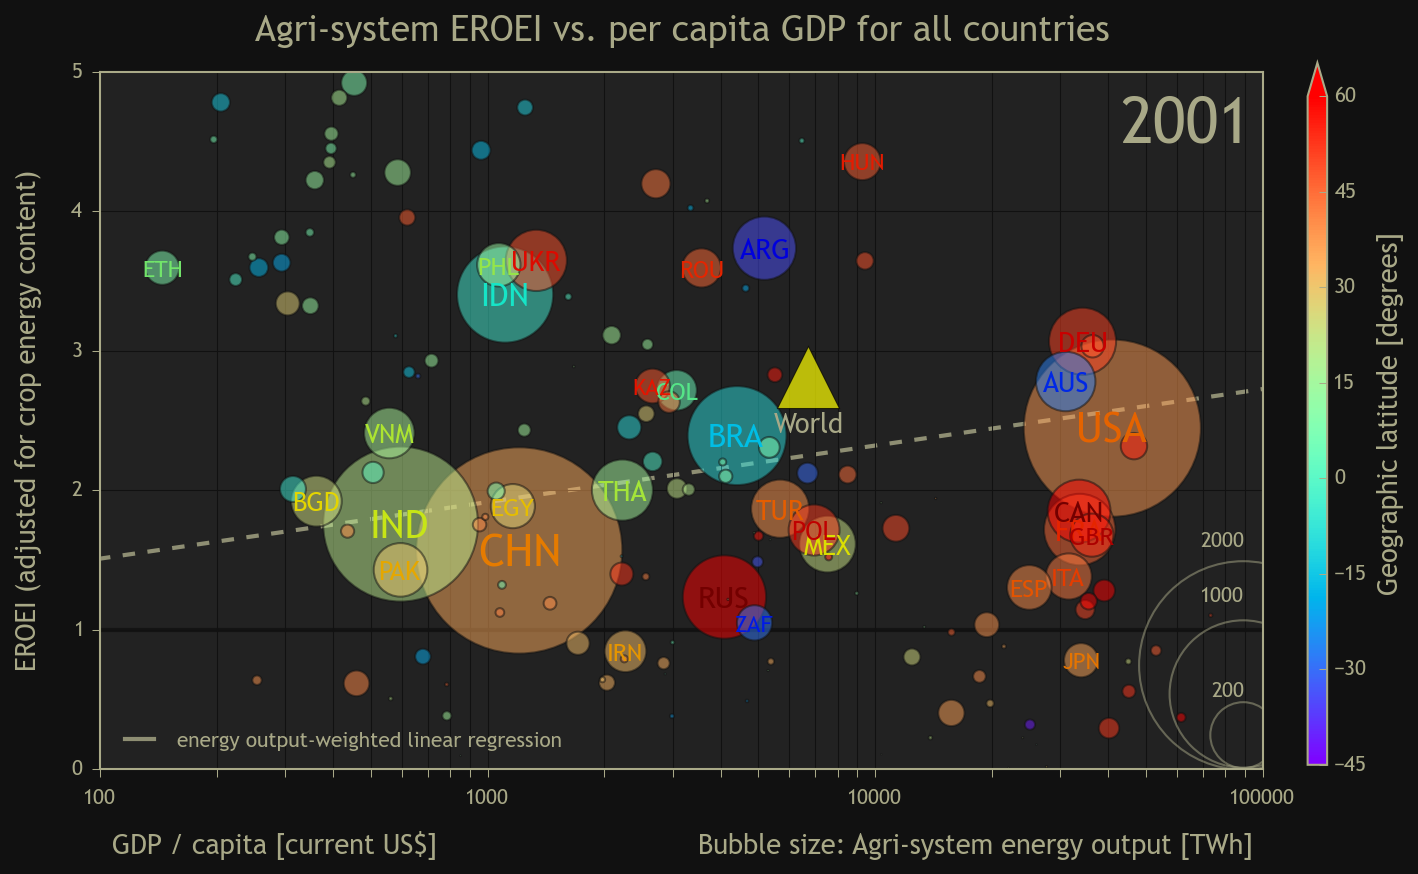 Agri-system EROEI vs. per capita GDP for all countries
2001
EROEI (adjusted for crop energy content)
5
4
3
2
1
0
100
1000
10000
100000
GDP / capita [current US$]
Bubble size: Agri-system energy output [TWh]
energy output-weighted linear regression
HUN
ETH
PHL
UKR
IDN
ROU
ARG
KAZ
COL
World
DEU
AUS
USA
VNM
BRA
BGD
IND
PAK
EGY
CHN
THA
TUR
POL
MEX
CAN
GBR
RUS
ZAF
ESP
ITA
IRN
JPN
2000
1000
200
60
45
30
15
0
−15
−30
−45
Geographic latitude [degrees]